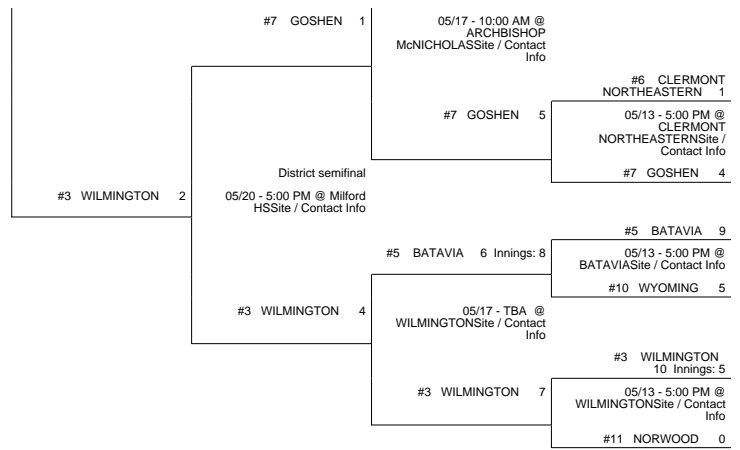 #7 GOSHEN 1
05/17 - 10:00 AM @
ARCHBISHOP
McNICHOLASSite / Contact
Info
#6 CLERMONT
NORTHEASTERN 1
#7 GOSHEN 5
05/13 - 5:00 PM @
CLERMONT
NORTHEASTERNSite /
Contact Info
#7 GOSHEN 4
District semifinal
#3 WILMINGTON 2
05/20 - 5:00 PM @ Milford
HSSite / Contact Info
#5 BATAVIA 9
#5 BATAVIA 6 Innings: 8
05/13 - 5:00 PM @
BATAVIASite / Contact Info
#10 WYOMING 5
#3 WILMINGTON 4
05/17 - TBA @
WILMINGTONSite / Contact
Info
#3 WILMINGTON
10 Innings: 5
#3 WILMINGTON 7
05/13 - 5:00 PM @
WILMINGTONSite / Contact
Info
#11 NORWOOD 0